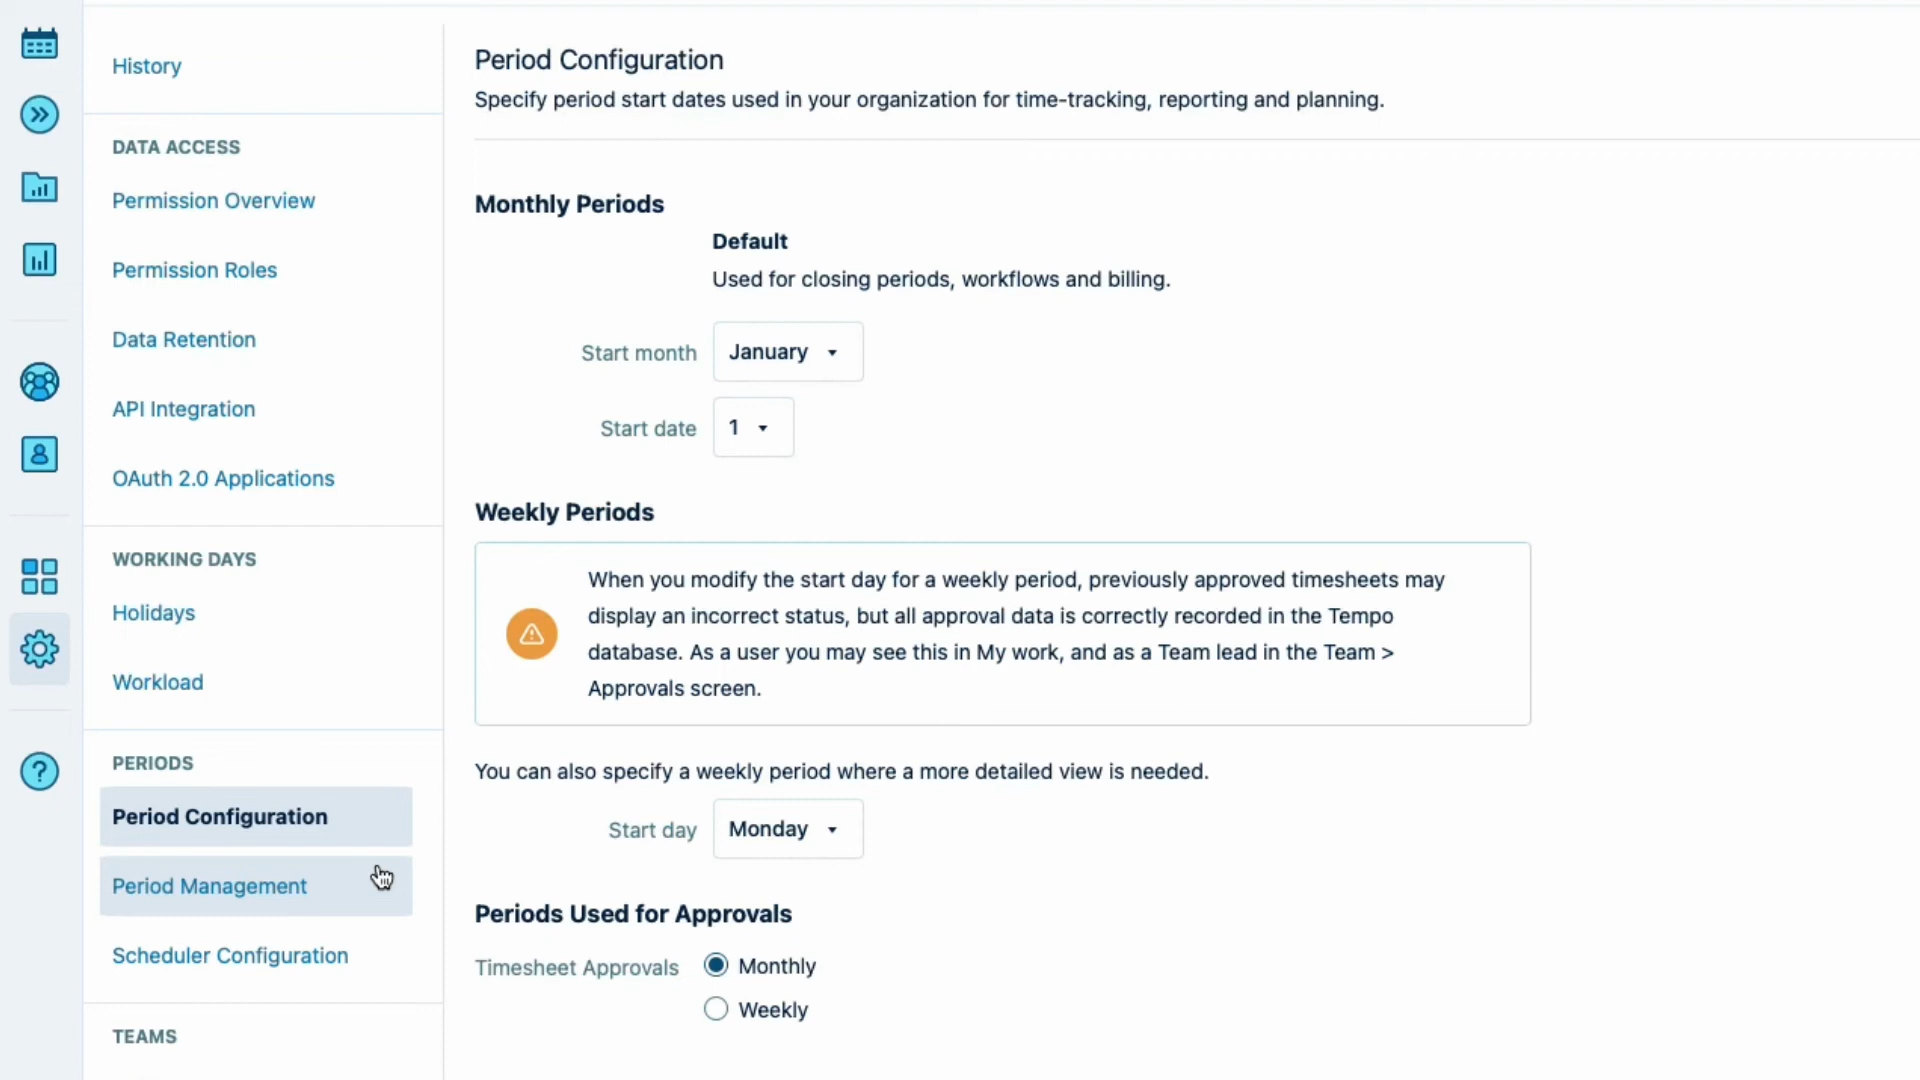 History
DATA ACCESS
Permission Overview
Permission Roles
Data Retention
API Integration
OAuth 2.0 Applications
WORKING DAYS
Holidays
Workload
PERIODS
Period Configuration
Period Management
Scheduler Configuration
TEAMS
Period Configuration
Specify period start dates used in your organization for time-tracking, reporting and planning.
Monthly Periods
Default
Used for closing periods, workflows and billing.
Start month January
Start date 1
Weekly Periods
When you modify the start day for a weekly period, previously approved timesheets may
display an incorrect status, but all approval data is correctly recorded in the Tempo
database. As a user you may see this in My work, and as a Team lead in the Team >
Approvals screen.
You can also specify a weekly period where a more detailed view is needed.
Start day Monday
Periods Used for Approvals
Timesheet Approvals Monthly
Weekly